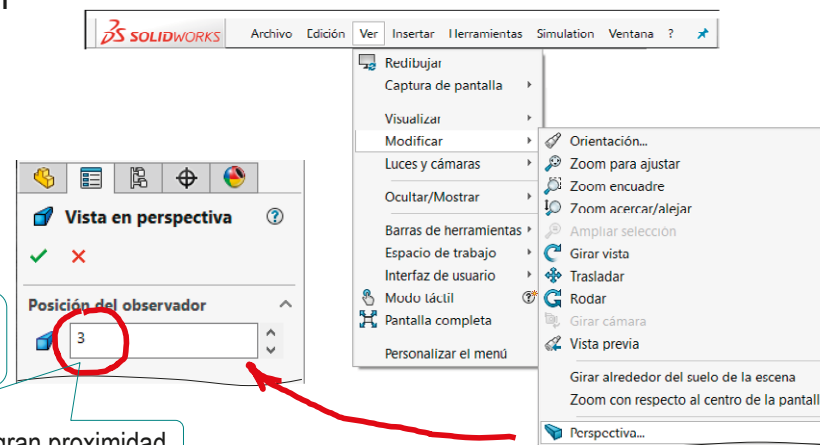 SOLIDWORKS Archivo Edición Ver Insertar Herramientas Simulation Ventana ?
Redibujar
Captura de pantalla
Visualizar
Modificar
Luces y cámaras
Ocultar/Mostrar
Barras de herramientas
Espacio de trabajo
Interfaz de usuario
Modo táctil
Pantalla completa
Personalizar el menú
Orientación...
Zoom para ajustar
Zoom encuadre
Zoom acercar/alejar
Ampliar selección
Girar vista
Trasladar
Rodar
Girar cámara
Vista previa
Girar alrededor del suelo de la escena
Zoom con respecto al centro de la pantall
Perspectiva...
Vista en perspectiva
Posición del observador
3
gran proximidad